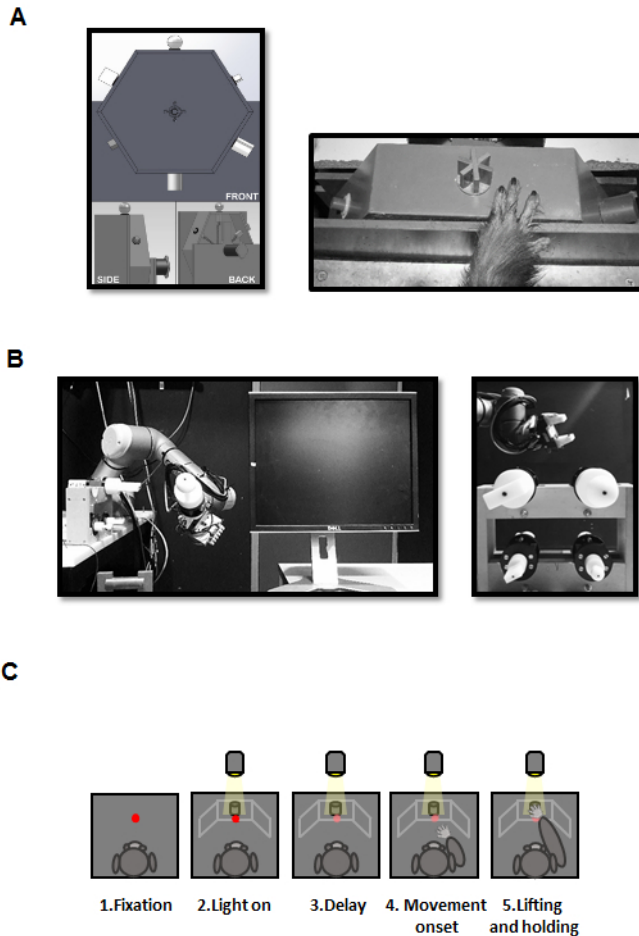 A
FRONT
SIDE
BACK
B
DELL
C
1.Fixation
2.Light on
3.Delay
4. Movement
onset
5.Lifting
and holding